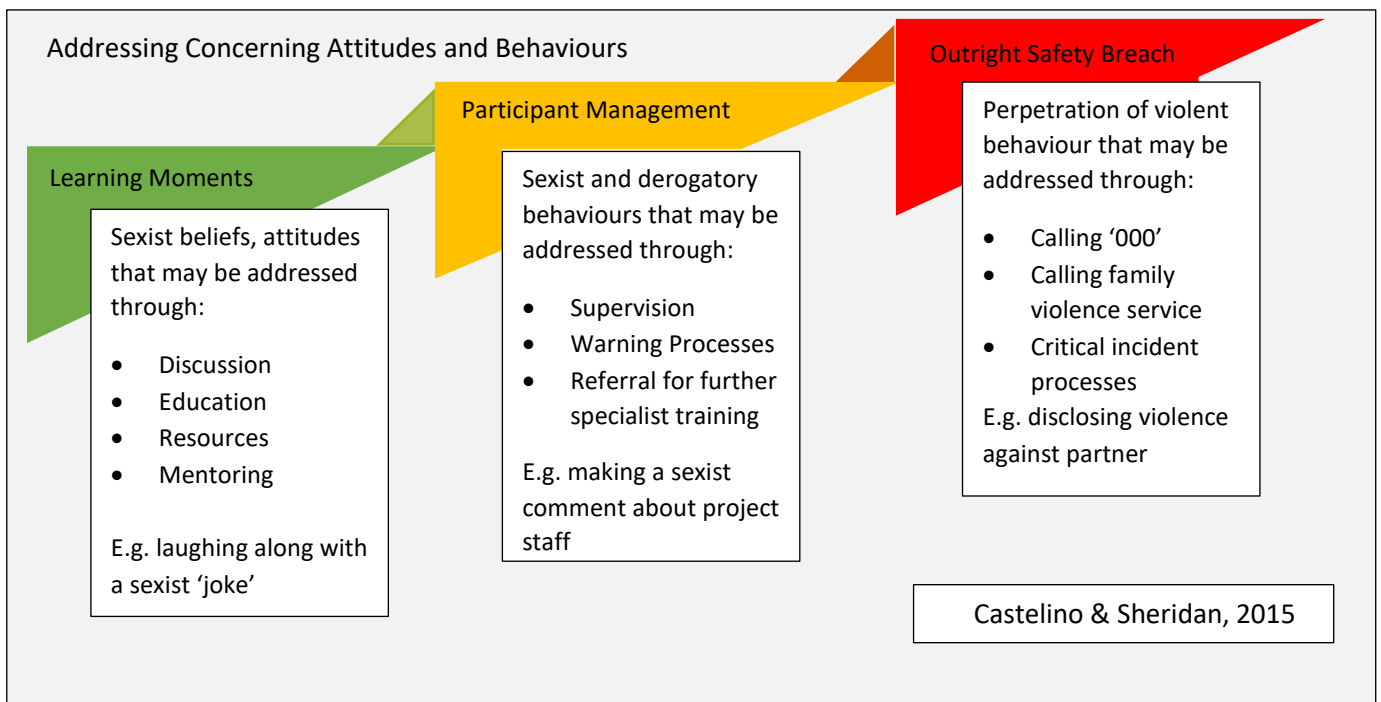 Addressing Concerning Attitudes and Behaviours
Learning Moments
Sexist beliefs, attitudes
that may be addressed
through:
• Discussion
• Education
• Resources
• Mentoring
E.g. laughing along with
a sexist ‘joke’
Participant Management
Sexist and derogatory
behaviours that may be
addressed through:
• Supervision
• Warning Processes
• Referral for further
specialist training
E.g. making a sexist
comment about project
staff
Outright Safety Breach
Perpetration of violent
behaviour that may be
addressed through:
• Calling ‘000’
• Calling family
violence service
• Critical incident
processes
E.g. disclosing violence
against partner
Castelino & Sheridan, 2015